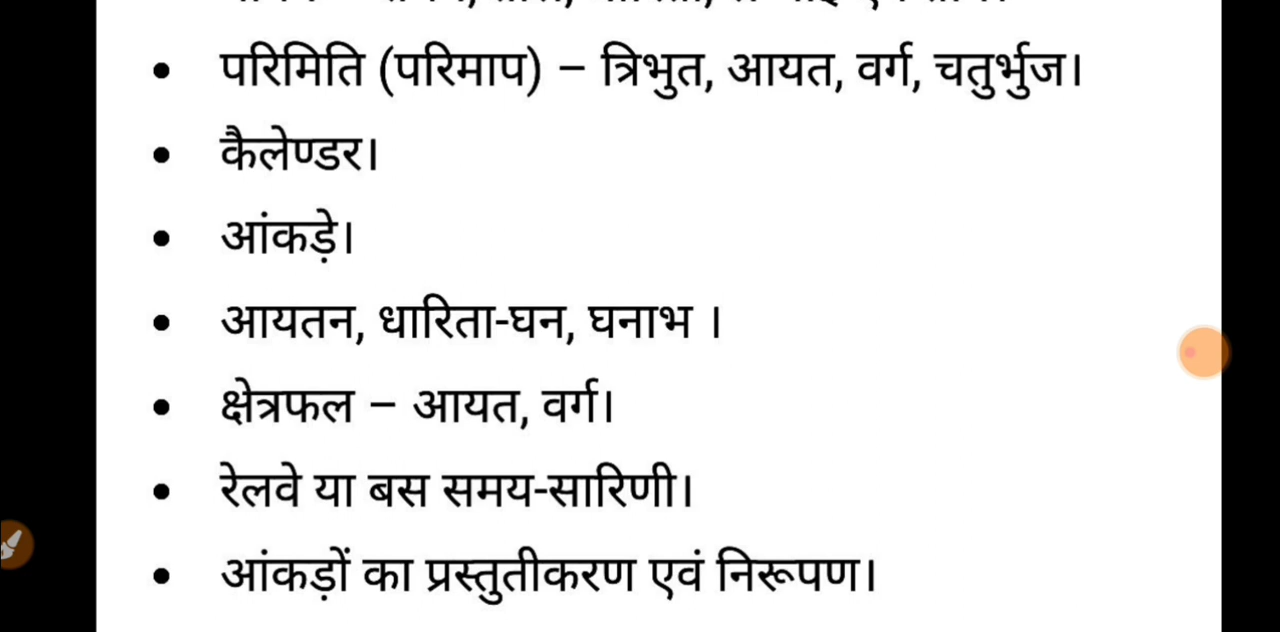 • परिमिति (परिमाप) – त्रिभुत, आयत, वर्ग, चतुर्भुज।
• कैलेण्डर।
• आंकड़े।
• आयतन, धारिता-घन, घनाभ ।
• क्षेत्रफल – आयत, वर्ग।
• रेलवे या बस समय-सारिणी।
• आंकड़ों का प्रस्तुतीकरण एवं निरूपण।